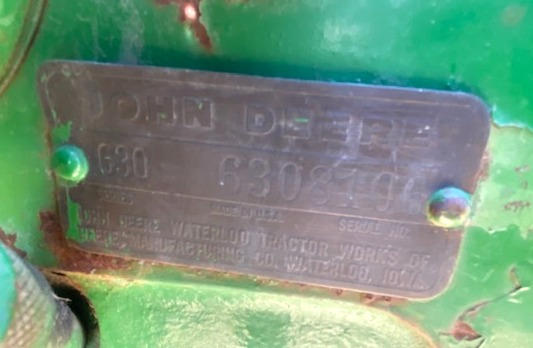 JOHN DEERE
630 6308196
SERIES MADE IN U.S.A. SERIAL NO.
JOHN DEERE WATERLOO TRACTOR WORKS OF
DEERE MANUFACTURING CO. WATERLOO, IOWA